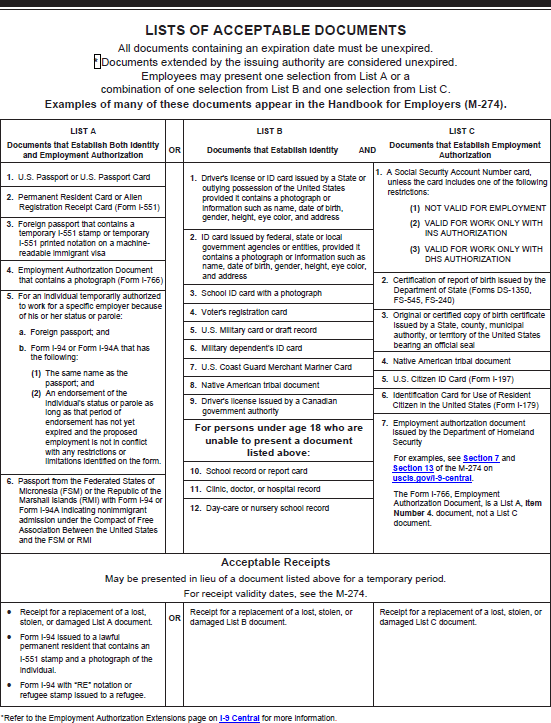 LISTS OF ACCEPTABLE DOCUMENTS
All documents containing an expiration date must be unexpired.
* Documents extended by the issuing authority are considered unexpired.
Employees may present one selection from List A or a
combination of one selection from List B and one selection from List C.
Examples of many of these documents appear in the Handbook for Employers (M-274).
LIST A
Documents that Establish Both Identity
and Employment Authorization
OR
LIST B
Documents that Establish Identity
AND
LIST C
Documents that Establish Employment
Authorization
1. U.S. Passport or U.S. Passport Card
2. Permanent Resident Card or Alien
Registration Receipt Card (Form I-551)
3. Foreign passport that contains a
temporary I-551 stamp or temporary
I-551 printed notation on a machine-
readable immigrant visa
4. Employment Authorization Document
that contains a photograph (Form I-766)
5. For an individual temporarily authorized
to work for a specific employer because
of his or her status or parole:
a. Foreign passport; and
b. Form I-94 or Form I-94A that has
the following:
(1) The same name as the
passport; and
(2) An endorsement of the
individual's status or parole as
long as that period of
endorsement has not yet
expired and the proposed
employment is not in conflict
with any restrictions or
limitations identified on the form.
6. Passport from the Federated States of
Micronesia (FSM) or the Republic of the
Marshall Islands (RMI) with Form I-94 or
Form I-94A indicating nonimmigrant
admission under the Compact of Free
Association Between the United States
and the FSM or RMI
1. Driver's license or ID card issued by a State or
outlying possession of the United States
provided it contains a photograph or
information such as name, date of birth,
gender, height, eye color, and address
2. ID card issued by federal, state or local
government agencies or entities, provided it
contains a photograph or information such as
name, date of birth, gender, height, eye color,
and address
3. School ID card with a photograph
4. Voter's registration card
5. U.S. Military card or draft record
6. Military dependent's ID card
7. U.S. Coast Guard Merchant Mariner Card
8. Native American tribal document
9. Driver's license issued by a Canadian
government authority
For persons under age 18 who are
unable to present a document
listed above:
10. School record or report card
11. Clinic, doctor, or hospital record
12. Day-care or nursery school record
1. A Social Security Account Number card,
unless the card includes one of the following
restrictions:
(1) NOT VALID FOR EMPLOYMENT
(2) VALID FOR WORK ONLY WITH
INS AUTHORIZATION
(3) VALID FOR WORK ONLY WITH
DHS AUTHORIZATION
2. Certification of report of birth issued by the
Department of State (Forms DS-1350,
FS-545, FS-240)
3. Original or certified copy of birth certificate
issued by a State, county, municipal
authority, or territory of the United States
bearing an official seal
4. Native American tribal document
5. U.S. Citizen ID Card (Form I-197)
6. Identification Card for Use of Resident
Citizen in the United States (Form I-179)
7. Employment authorization document
issued by the Department of Homeland
Security
For examples, see Section 7 and
Section 13 of the M-274 on
uscis.gov/i-9-central.
The Form I-766, Employment
Authorization Document, is a List A, Item
Number 4. document, not a List C
document.
Acceptable Receipts
May be presented in lieu of a document listed above for a temporary period.
For receipt validity dates, see the M-274.
• Receipt for a replacement of a lost,
stolen, or damaged List A document.
• Form I-94 issued to a lawful
permanent resident that contains an
I-551 stamp and a photograph of the
individual.
• Form I-94 with "RE" notation or
refugee stamp issued to a refugee.
OR
Receipt for a replacement of a lost, stolen, or
damaged List B document.
Receipt for a replacement of a lost, stolen, or
damaged List C document.
*Refer to the Employment Authorization Extensions page on I-9 Central for more information.